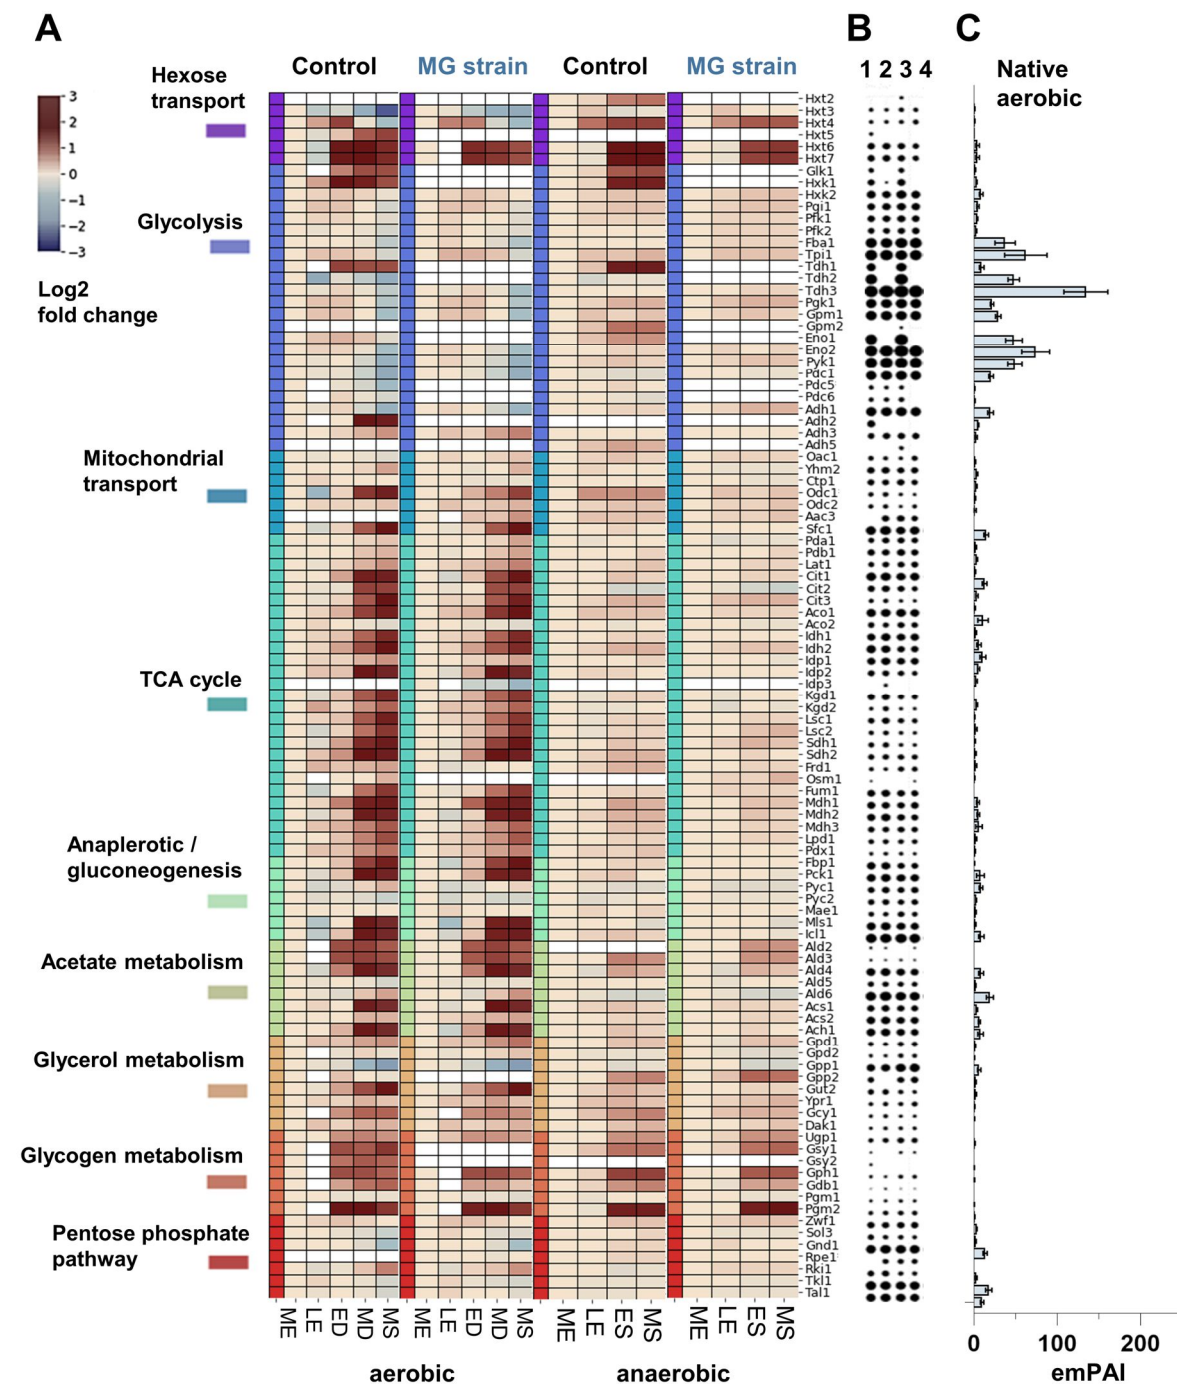 A
B
C
Control
MG strain
Control
MG strain
1 2 3 4
Native
aerobic
Hexose
transport
3
2
1
0
−1
−2
−3
Log2
fold change
Glycolysis
Mitochondrial
transport
TCA cycle
Anaplerotic /
gluconeogenesis
Acetate metabolism
Glycerol metabolism
Glycogen metabolism
Pentose phosphate
pathway
Hxt2
Hxt3
Hxt4
Hxt5
Hxt6
Hxt7
Glk1
Hxk1
Hxk2
Pgi1
Pfk1
Pfk2
Fba1
Tpi1
Tdh1
Tdh2
Tdh3
Pgk1
Gpm1
Gpm2
Eno1
Eno2
Pyk1
Pdc1
Pdc5
Pdc6
Adh1
Adh2
Adh3
Adh5
Oac1
Yhm2
Ctp1
Odc1
Odc2
Aac3
Sfc1
Pda1
Pdb1
Lat1
Cit1
Cit2
Cit3
Aco1
Aco2
Idh1
Idh2
Idp1
Idp2
Idp3
Kgd1
Kgd2
Lsc1
Lsc2
Sdh1
Sdh2
Frd1
Osm1
Fum1
Mdh1
Mdh2
Mdh3
Lpd1
Pdx1
Fbp1
Pck1
Pyc1
Pyc2
Mae1
Mls1
Icl1
Ald2
Ald3
Ald4
Ald5
Ald6
Acs1
Acs2
Ach1
Gpd1
Gpd2
Gpp1
Gpp2
Gut2
Ypr1
Gcy1
Dak1
Ugp1
Gsy1
Gsy2
Gph1
Gdb1
Pgm1
Pgm2
Zwf1
Sol3
Gnd1
Rpe1
Rki1
Tkl1
Tal1
ME LE ED MD MS ME LE ED MD MS ME LE ES MS ME LE ES MS
aerobic
anaerobic
0 100 200
emPAI